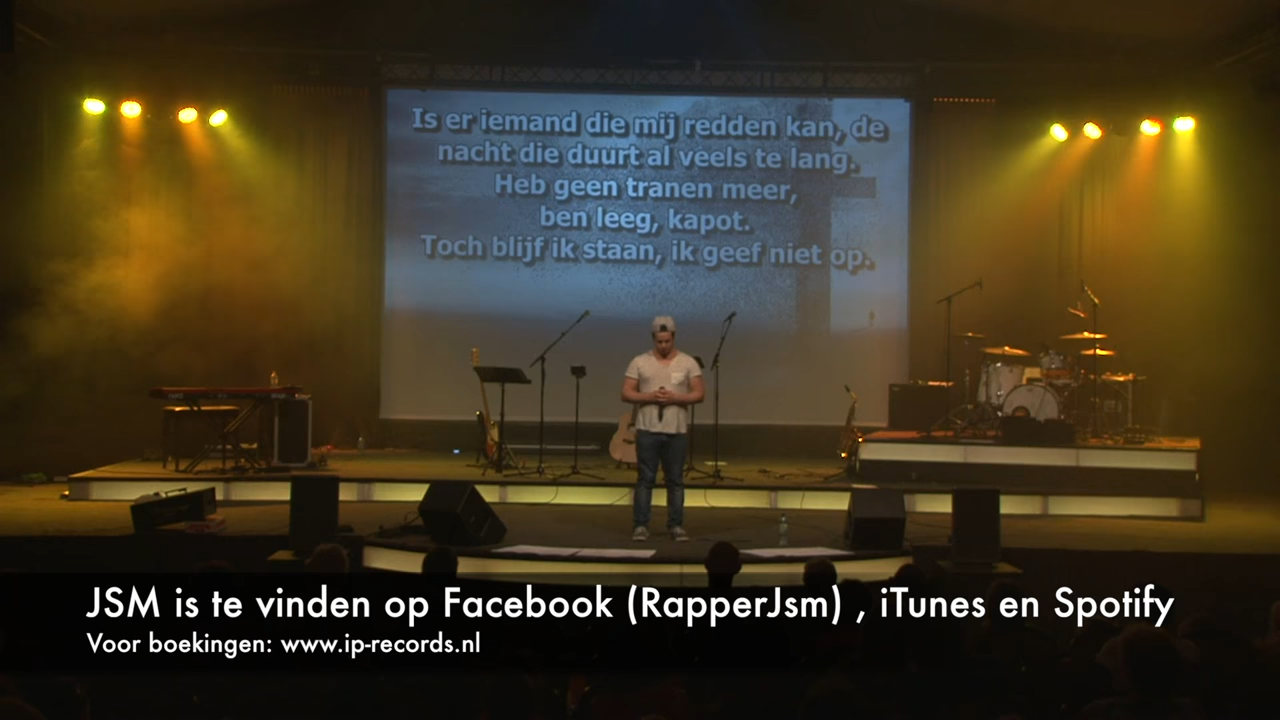 Is er iemand die mij redden kan, de
nacht die duurt al veels te lang.
Heb geen tranen meer,
ben leeg, kapot.
Toch blijf ik staan, ik geef niet op.
JSM is te vinden op Facebook (RapperJsm) , iTunes en Spotify
Voor boekingen: www.ip-records.nl